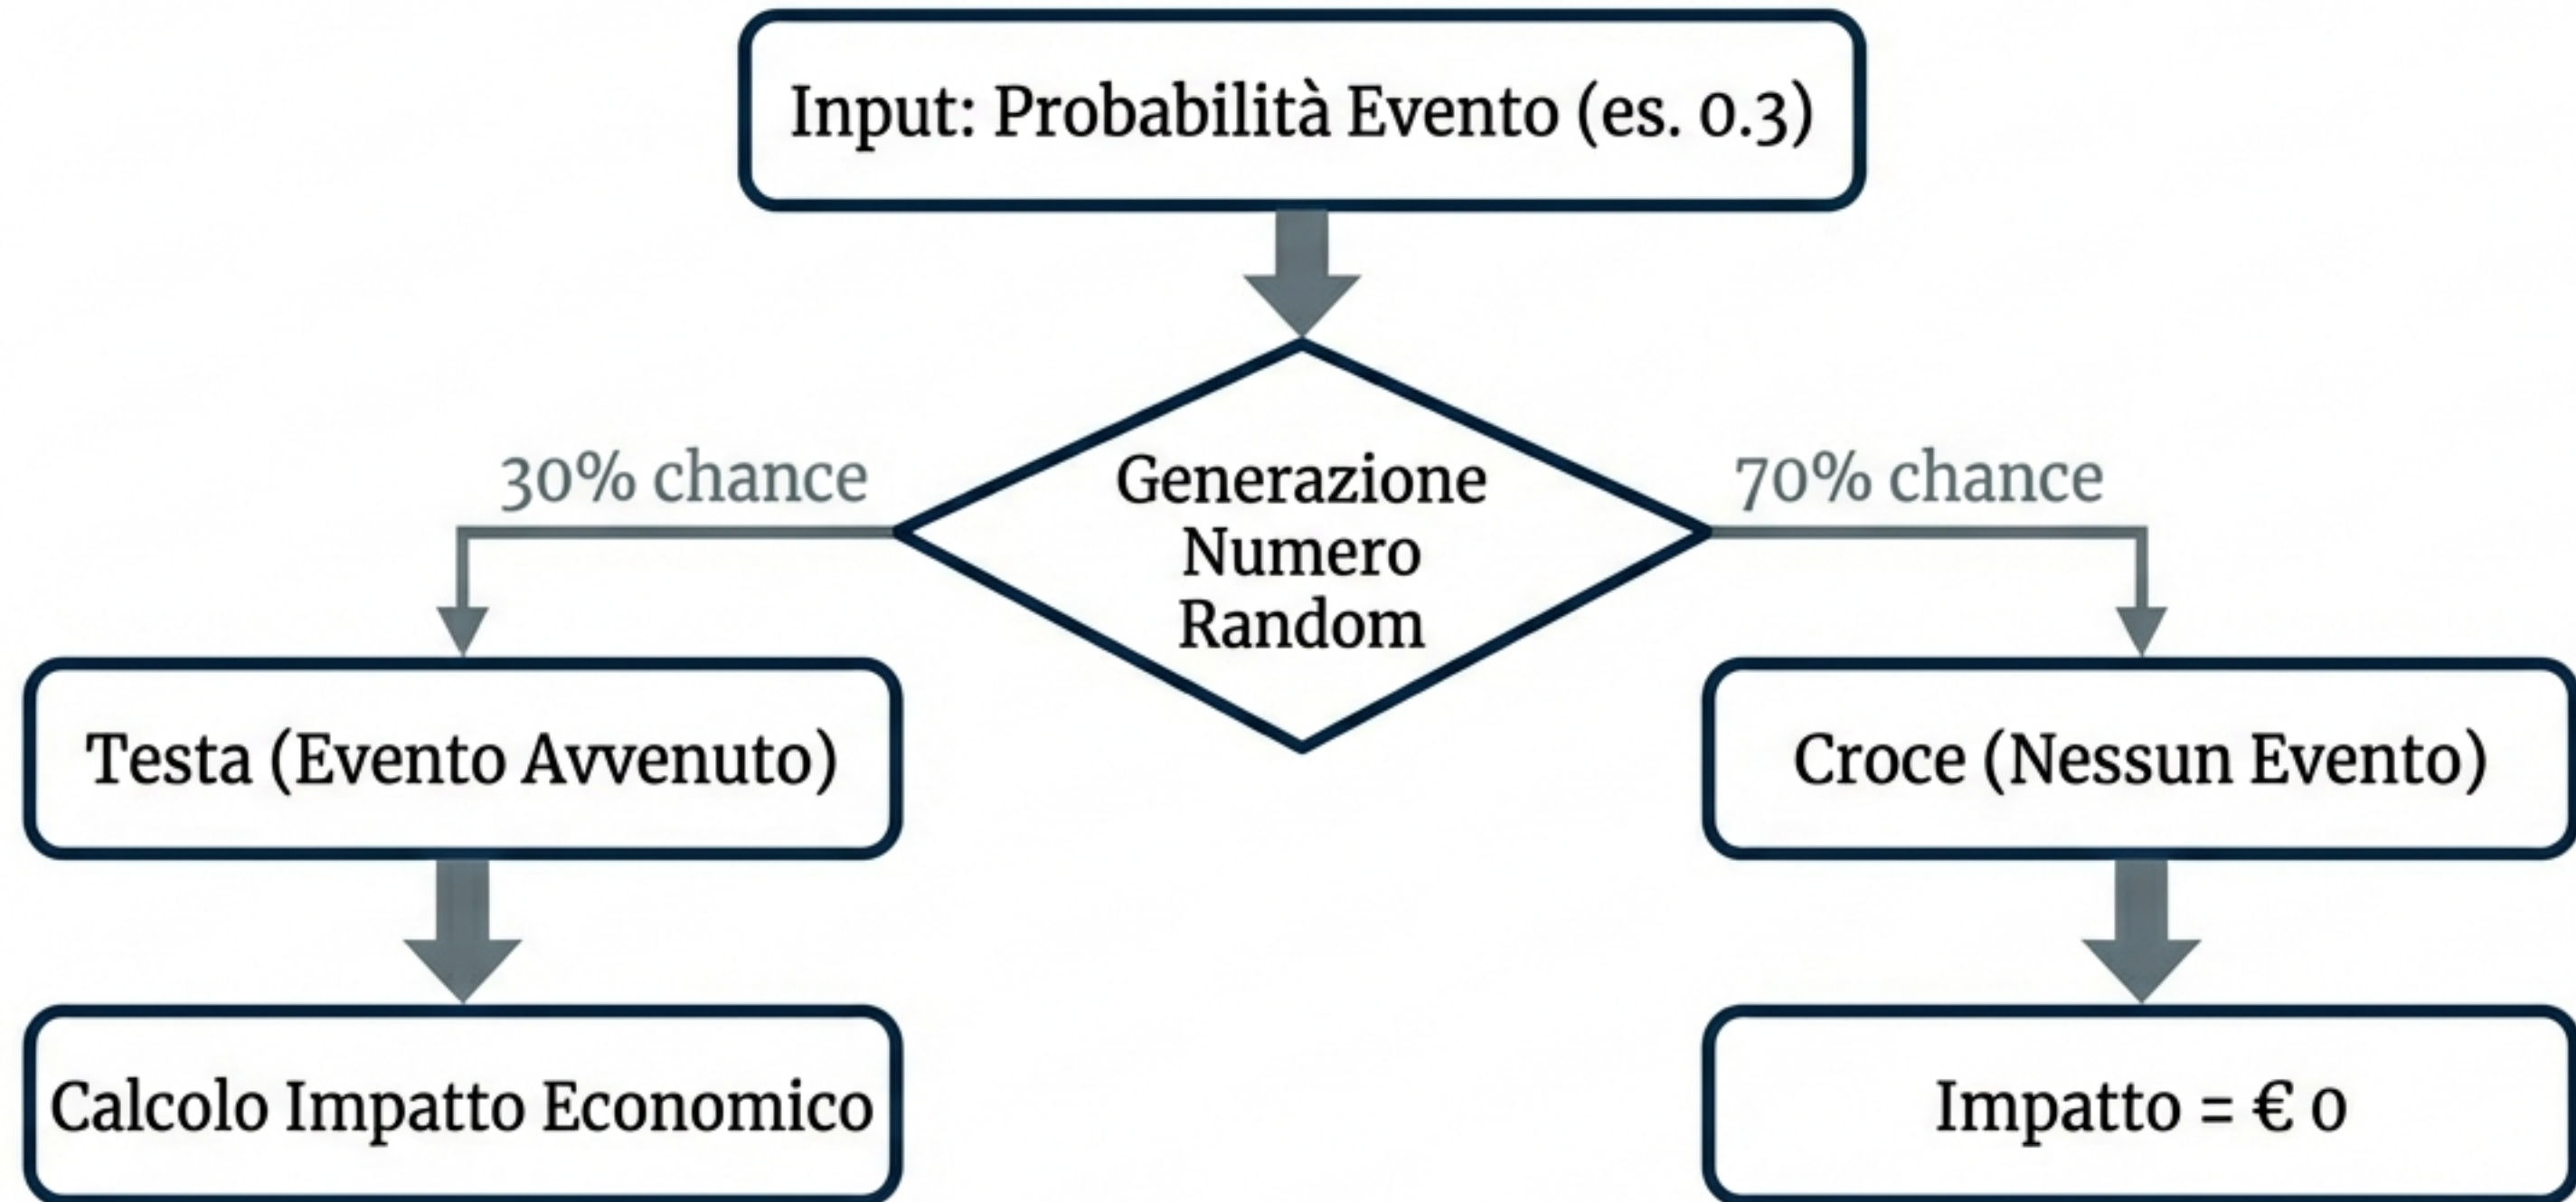 Input: Probabilità Evento (es. 0.3)
30% chance
Generazione
Numero
Random
70% chance
Testa (Evento Avvenuto)
Croce (Nessun Evento)
Calcolo Impatto Economico
Impatto = € 0